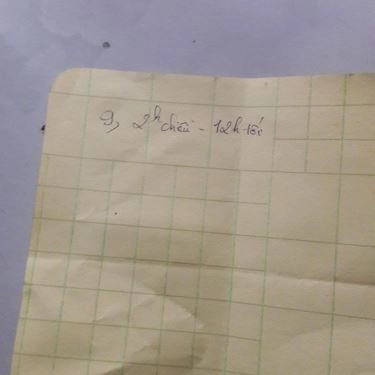 9, 2h chiều - 12h tối